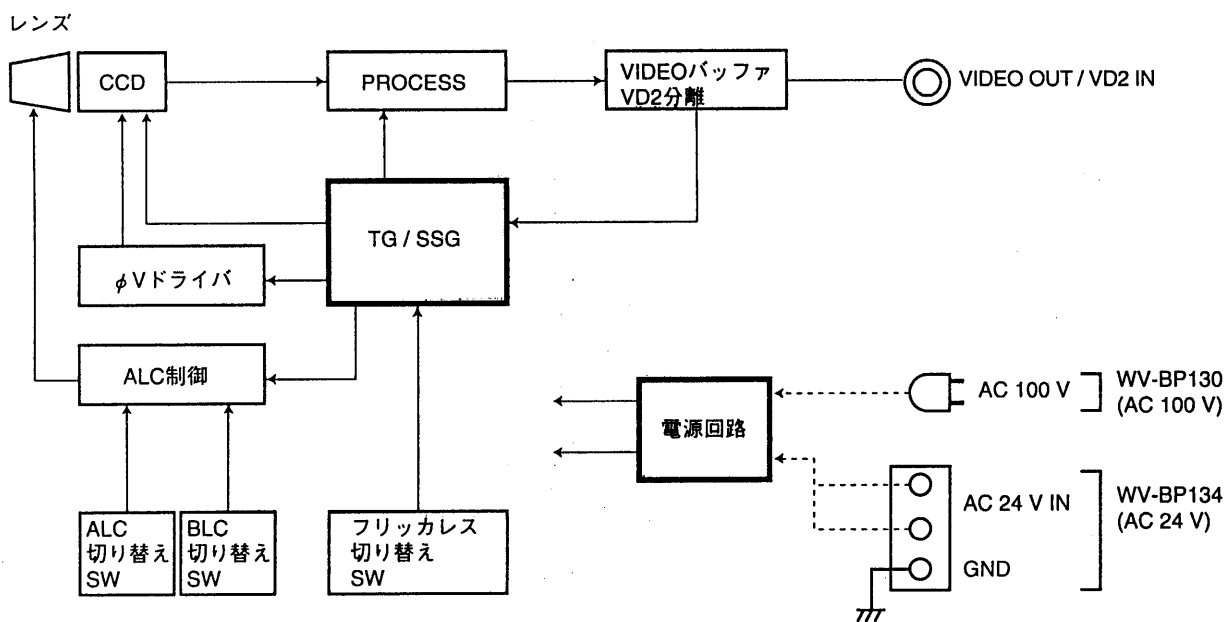 レンズ
CCD
PROCESS
VIDEOバッファ
VD2分離
VIDEO OUT / VD2 IN
TG / SSG
φVドライバ
ALC制御
電源回路
AC 100 V
WV-BP130
(AC 100 V)
AC 24 V IN
WV-BP134
(AC 24 V)
GND
ALC
切り替え
SW
BLC
切り替え
SW
フリッカレス
切り替え
SW